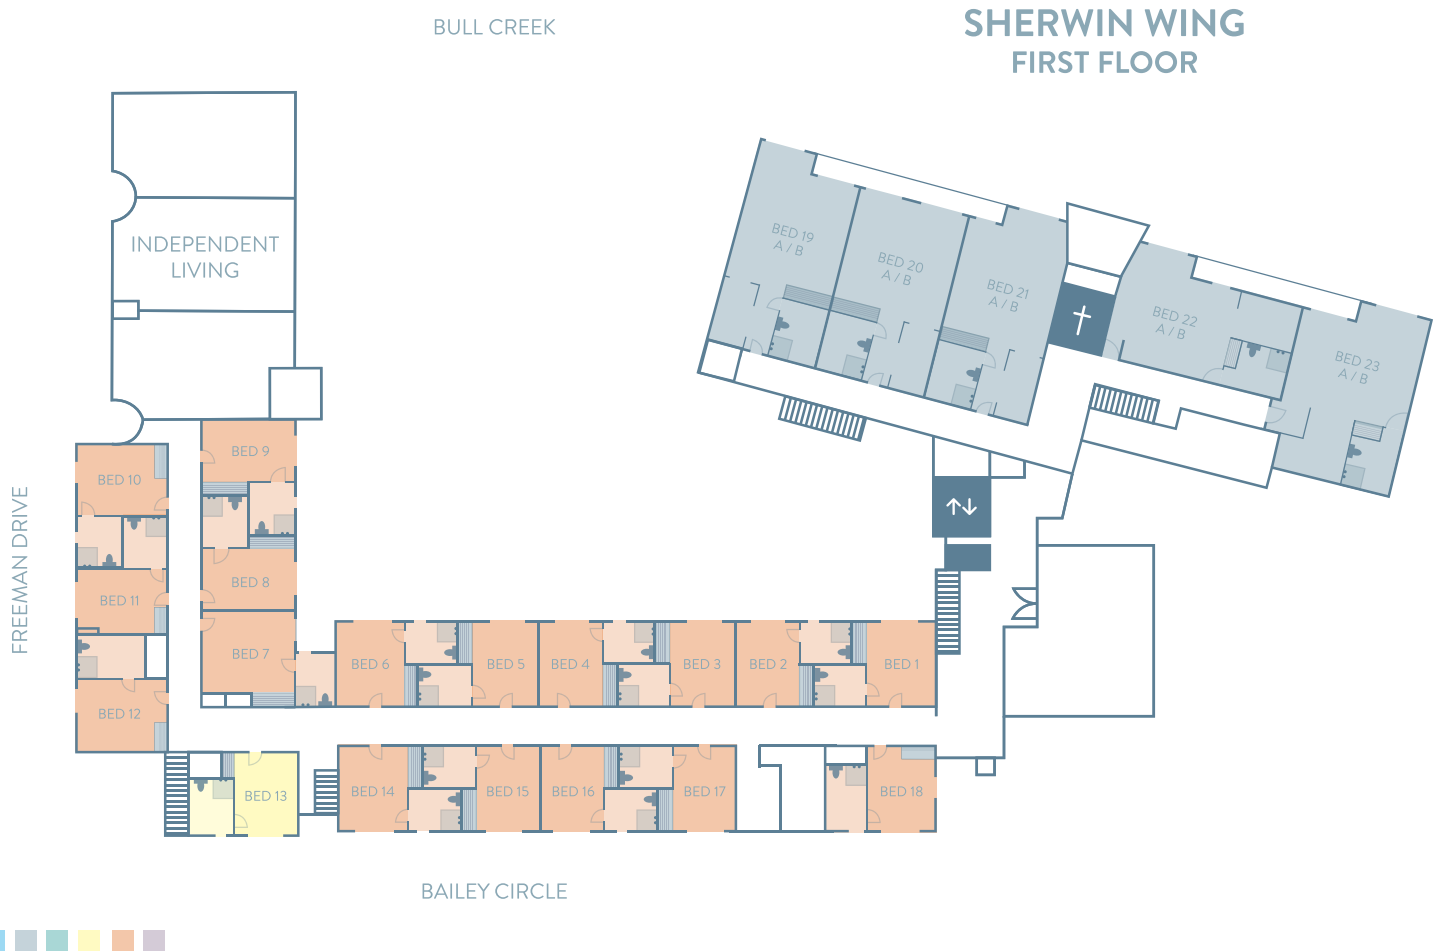 BULL CREEK
SHERWIN WING
FIRST FLOOR
INDEPENDENT
LIVING
BED 19
A / B
BED 20
A / B
BED 21
A / B
BED 22
A / B
BED 23
A / B
BED 9
BED 10
BED 8
BED 11
BED 7
BED 12
BED 6
BED 5
BED 4
BED 3
BED 2
BED 1
BED 13
BED 14
BED 15
BED 16
BED 17
BED 18
FREEMAN DRIVE
BAILEY CIRCLE